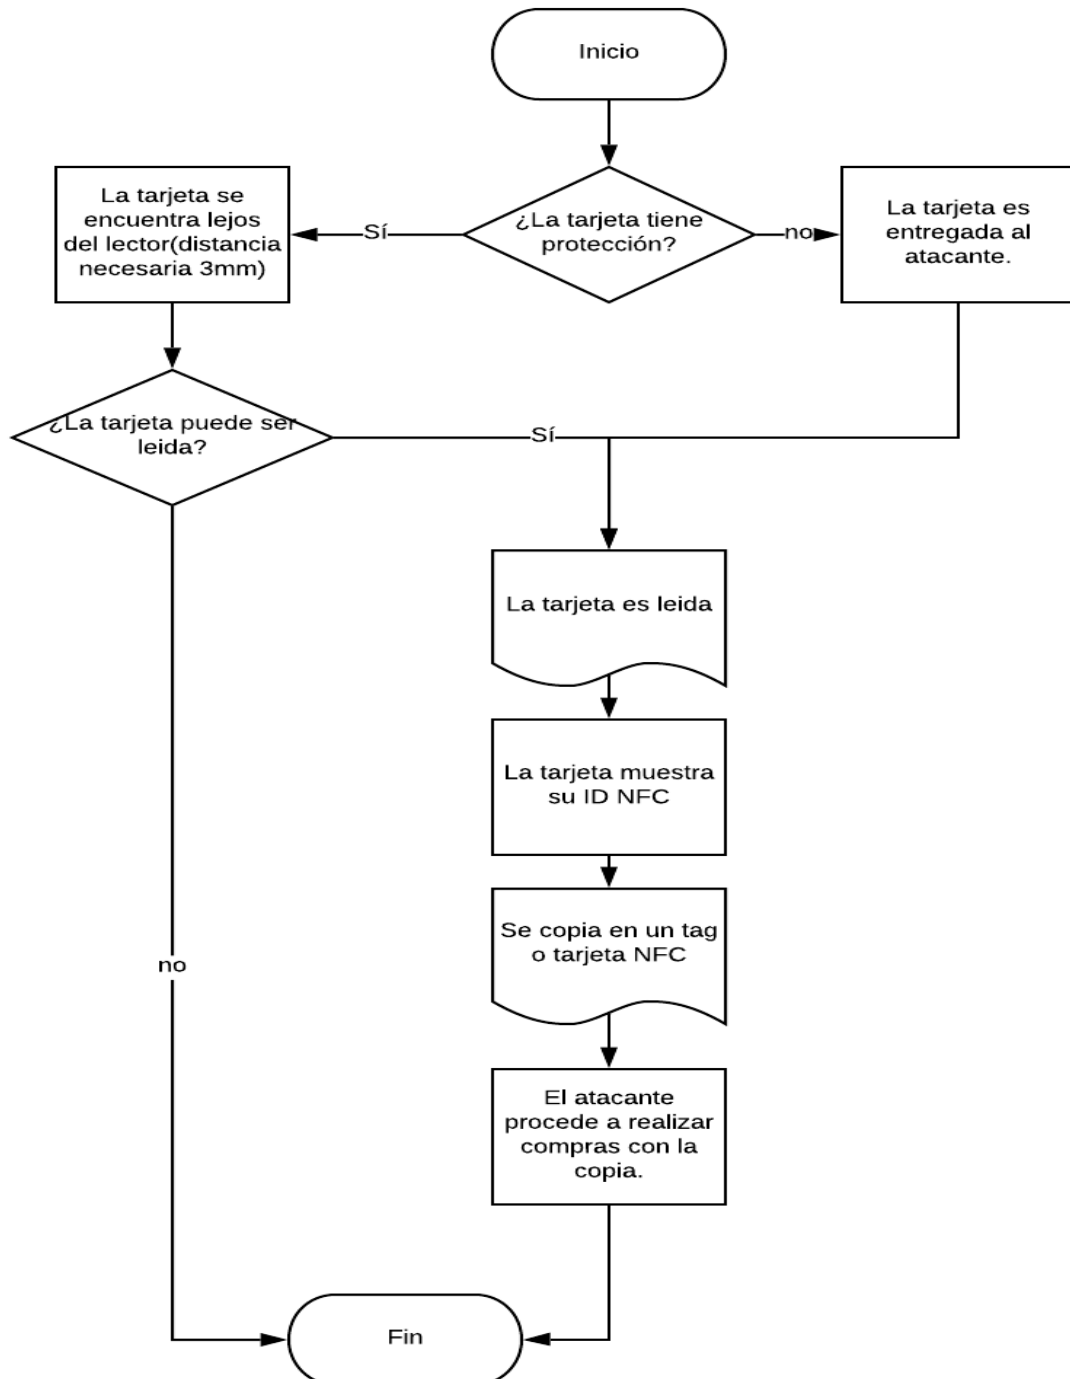 Inicio
¿La tarjeta tiene
protección?
Sí
no
La tarjeta se
encuentra lejos
del lector(distancia
necesaria 3mm)
La tarjeta es
entregada al
atacante.
¿La tarjeta puede ser
leida?
Sí
La tarjeta es leida
La tarjeta muestra
su ID NFC
Se copia en un tag
o tarjeta NFC
no
El atacante
procede a realizar
compras con la
copia.
Fin